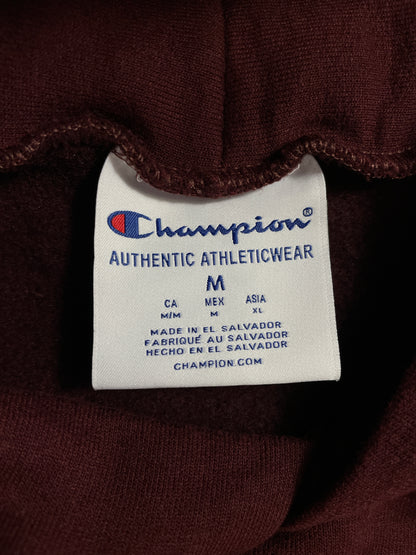 Champion®
AUTHENTIC ATHLETICWEAR
M
CA MEX ASIA
M/M M XL
MADE IN EL SALVADOR
FABRIQUÉ AU SALVADOR
HECHO EN EL SALVADOR
CHAMPION.COM